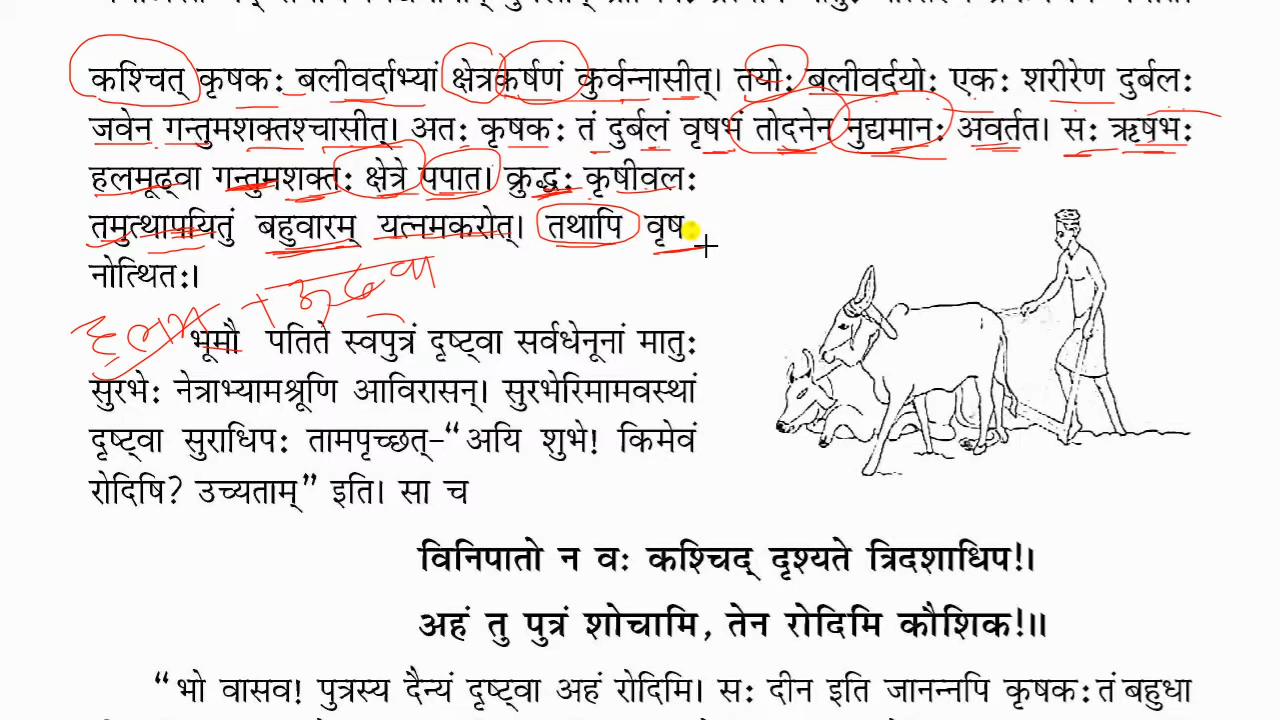 कश्चित् कृषकः बलीवर्दाभ्यां क्षेत्रकर्षणं कुर्वन्नासीत्। तयोः बलीवर्दयोः एकः शरीरेण दुर्बलः
जवेन गन्तुमशक्तश्चासीत्। अतः कृषकः तं दुर्बलं वृषभं तोदनेन नुद्यमानः अवर्तत। सः ऋषभः
हलमूढ्वा गन्तुमशक्तः क्षेत्रे पपात। क्रुद्धः कृषीवलः
तमुत्थापयितुं बहुवारम् यत्नमकरोत्। तथापि वृष
नोत्थितः।
हलम + ऊढवा
भूमौ पतिते स्वपुत्रं दृष्ट्वा सर्वधेनूनां मातुः
सुरभेः नेत्राभ्यामश्रूणि आविरासन्। सुरभेरिमामवस्थां
दृष्ट्वा सुराधिपः तामपृच्छत्-“अयि शुभे! किमेवं
रोदिषि? उच्यताम्” इति। सा च
विनिपातो न वः कश्चिद् दृश्यते त्रिदशाधिप!।
अहं तु पुत्रं शोचामि, तेन रोदिमि कौशिक!॥
“भो वासव! पुत्रस्य दैन्यं दृष्ट्वा अहं रोदिमि। सः दीन इति जानन्नपि कृषकः तं बहुधा